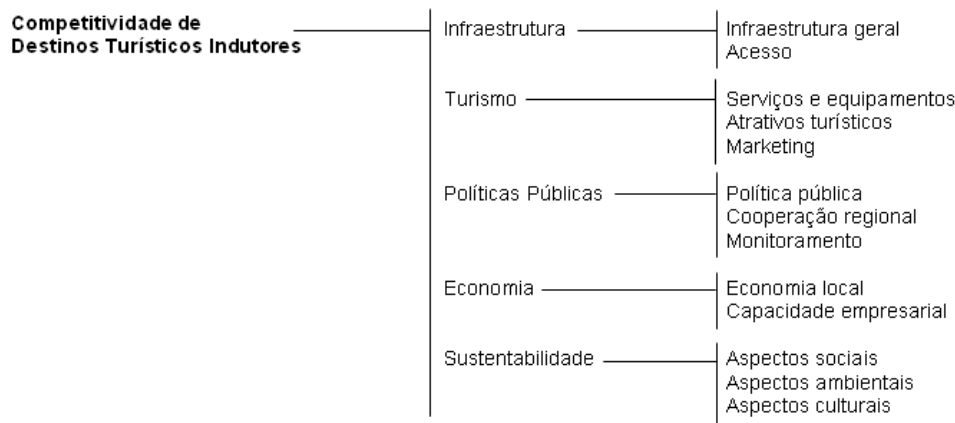 Competitividade de
Destinos Turísticos Indutores
Infraestrutura
Infraestrutura geral
Acesso
Turismo
Serviços e equipamentos
Atrativos turísticos
Marketing
Políticas Públicas
Política pública
Cooperação regional
Monitoramento
Economia
Economia local
Capacidade empresarial
Sustentabilidade
Aspectos sociais
Aspectos ambientais
Aspectos culturais